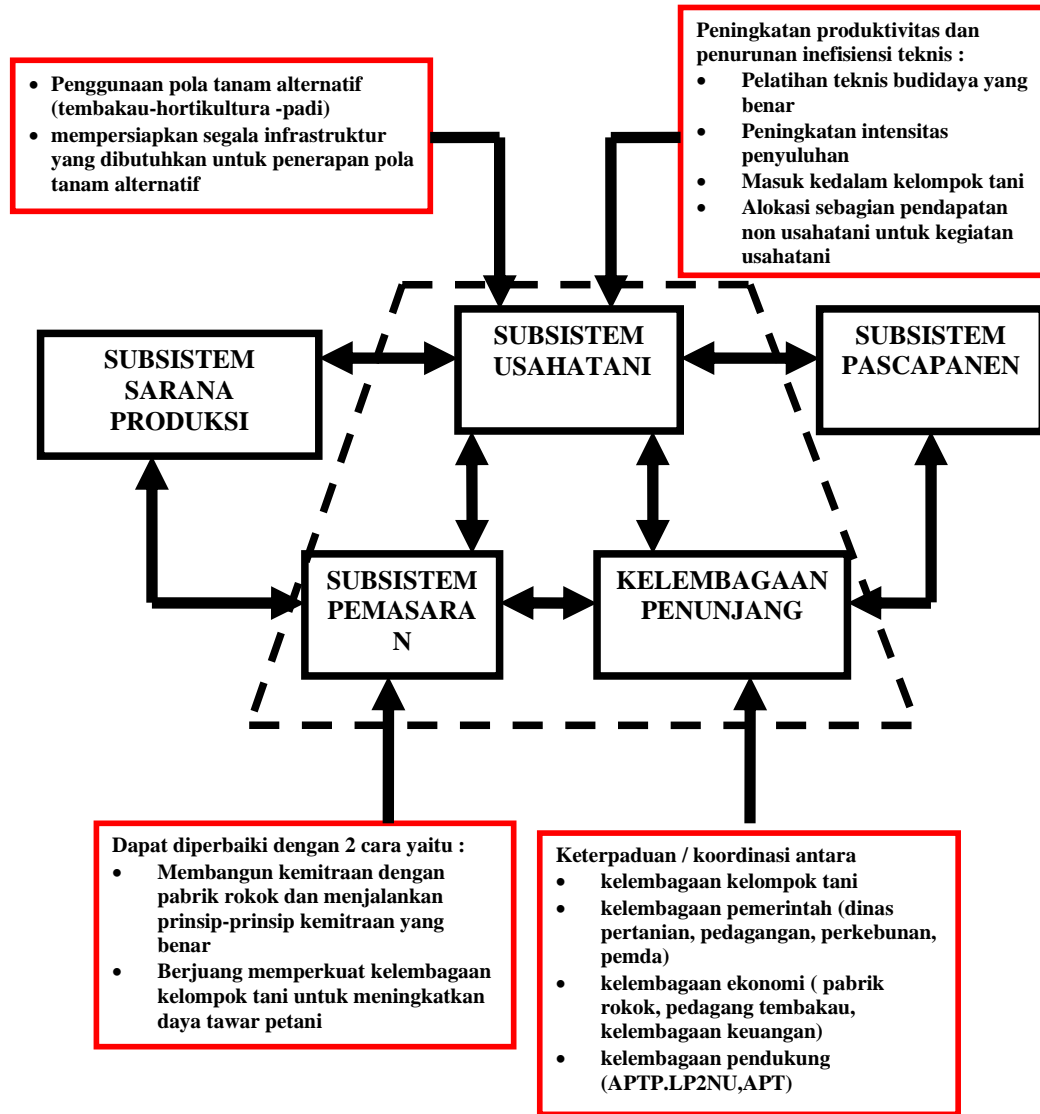 Peningkatan produktivitas dan
penurunan inefisiensi teknis :
• Pelatihan teknis budidaya yang
benar
• Peningkatan intensitas
penyuluhan
• Masuk kedalam kelompok tani
• Alokasi sebagian pendapatan
non usahatani untuk kegiatan
usahatani
• Penggunaan pola tanam alternatif
(tembakau-hortikultura -padi)
• mempersiapkan segala infrastruktur
yang dibutuhkan untuk penerapan pola
tanam alternatif
SUBSISTEM
SARANA
PRODUKSI
SUBSISTEM
USAHATANI
SUBSISTEM
PASCAPANEN
SUBSISTEM
PEMASARA
N
KELEMBAGAAN
PENUNJANG
Dapat diperbaiki dengan 2 cara yaitu :
• Membangun kemitraan dengan
pabrik rokok dan menjalankan
prinsip-prinsip kemitraan yang
benar
• Berjuang memperkuat kelembagaan
kelompok tani untuk meningkatkan
daya tawar petani
Keterpaduan / koordinasi antara
• kelembagaan kelompok tani
• kelembagaan pemerintah (dinas
pertanian, pedagangan, perkebunan,
pemda)
• kelembagaan ekonomi ( pabrik
rokok, pedagang tembakau,
kelembagaan keuangan)
• kelembagaan pendukung
(APTP.LP2NU,APT)